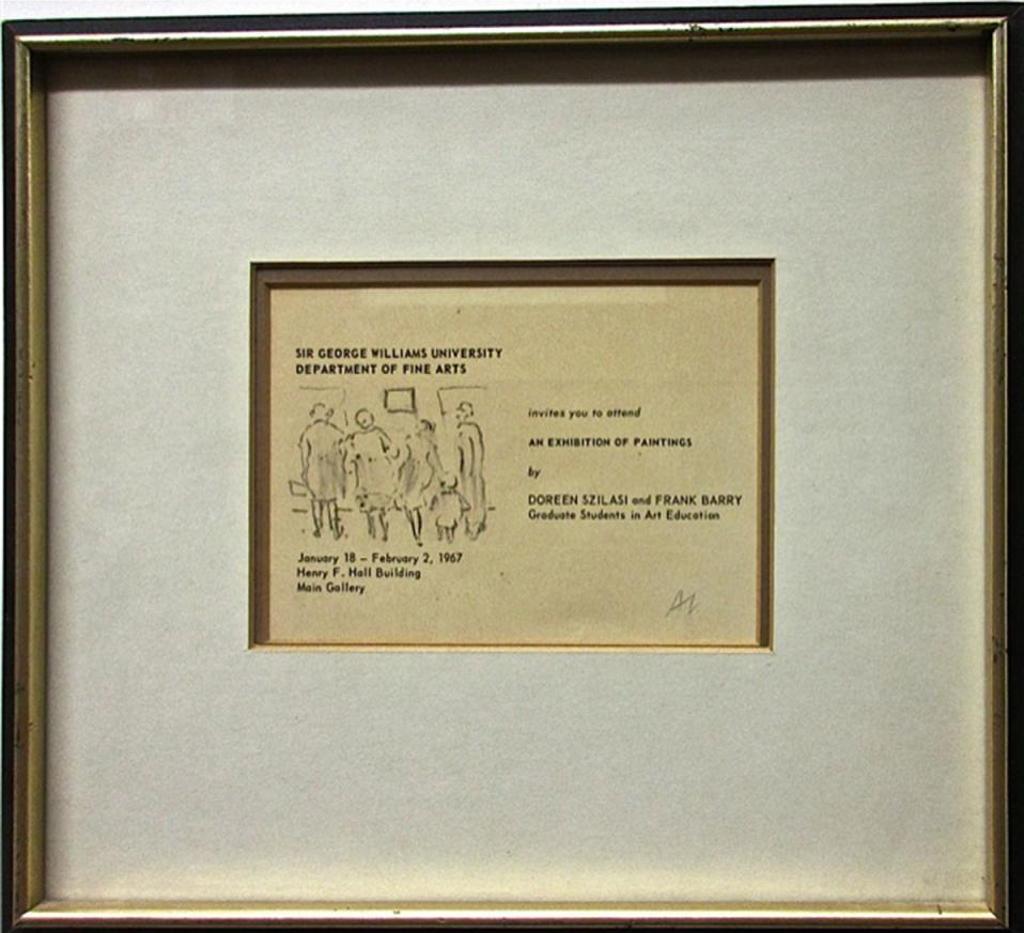 SIR GEORGE WILLIAMS UNIVERSITY
DEPARTMENT OF FINE ARTS
January 18 – February 2, 1967
Henry F. Hall Building
Main Gallery
invites you to attend
AN EXHIBITION OF PAINTINGS
by
DOREEN SZILASI and FRANK BARRY
Graduate Students in Art Education